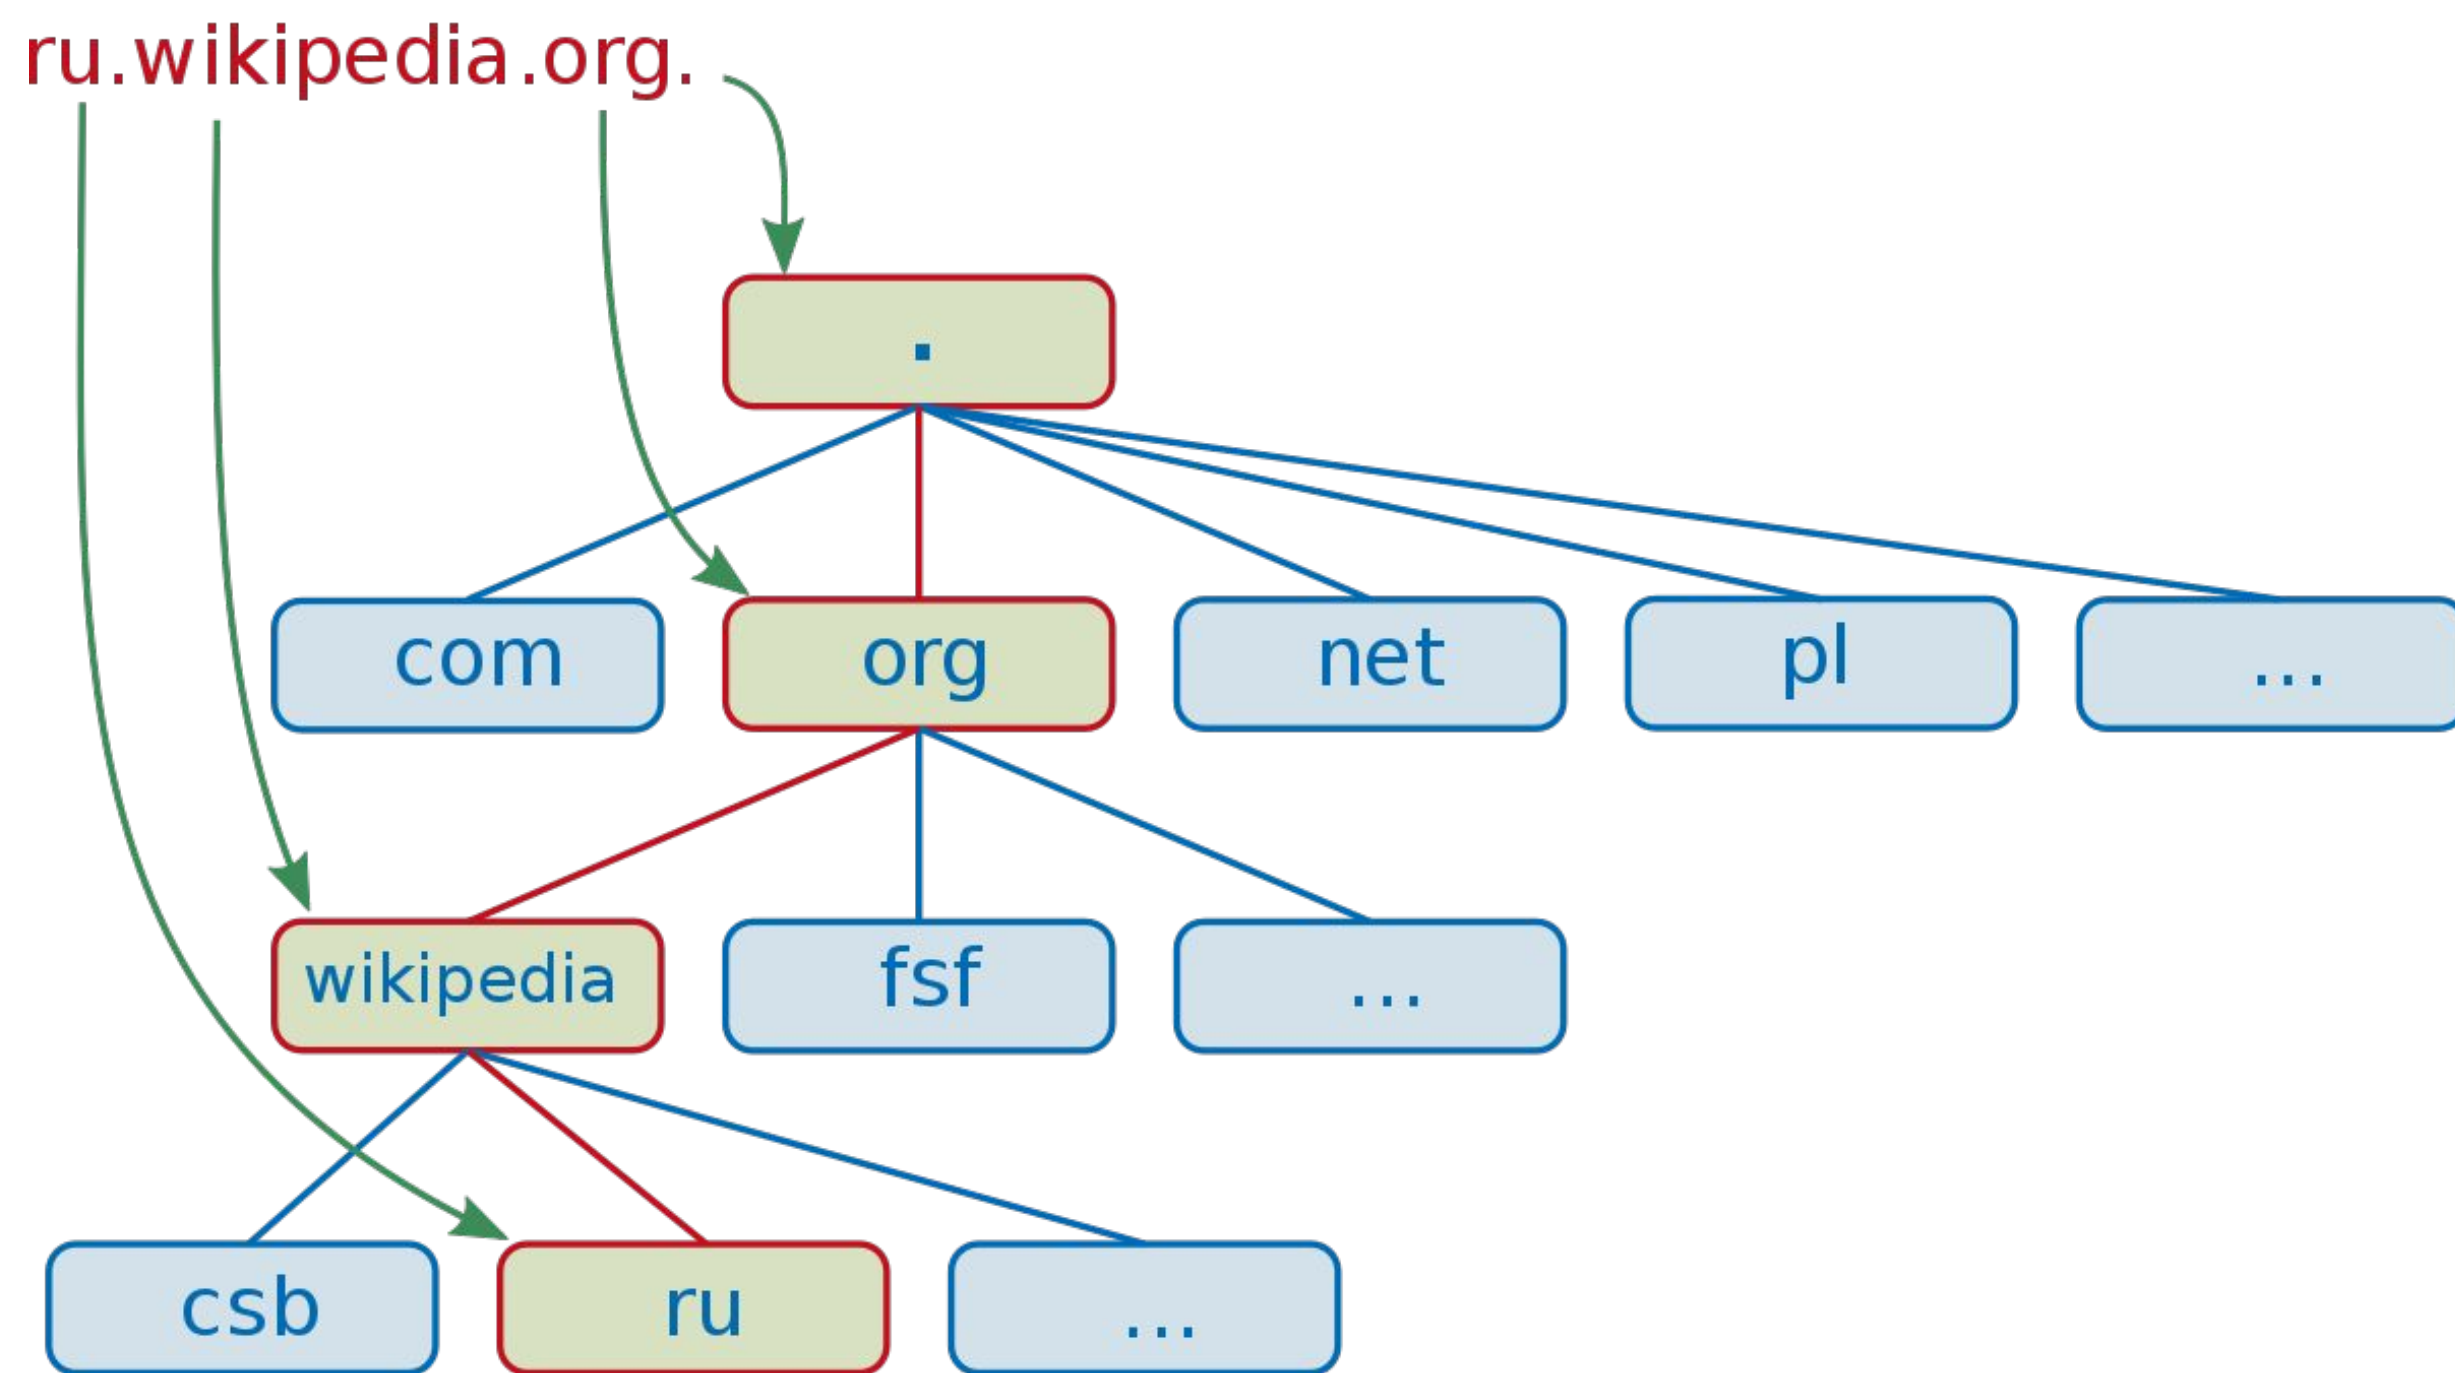 ru.wikipedia.org.
.
com
org
net
pl
...
wikipedia
fsf
...
csb
ru
...